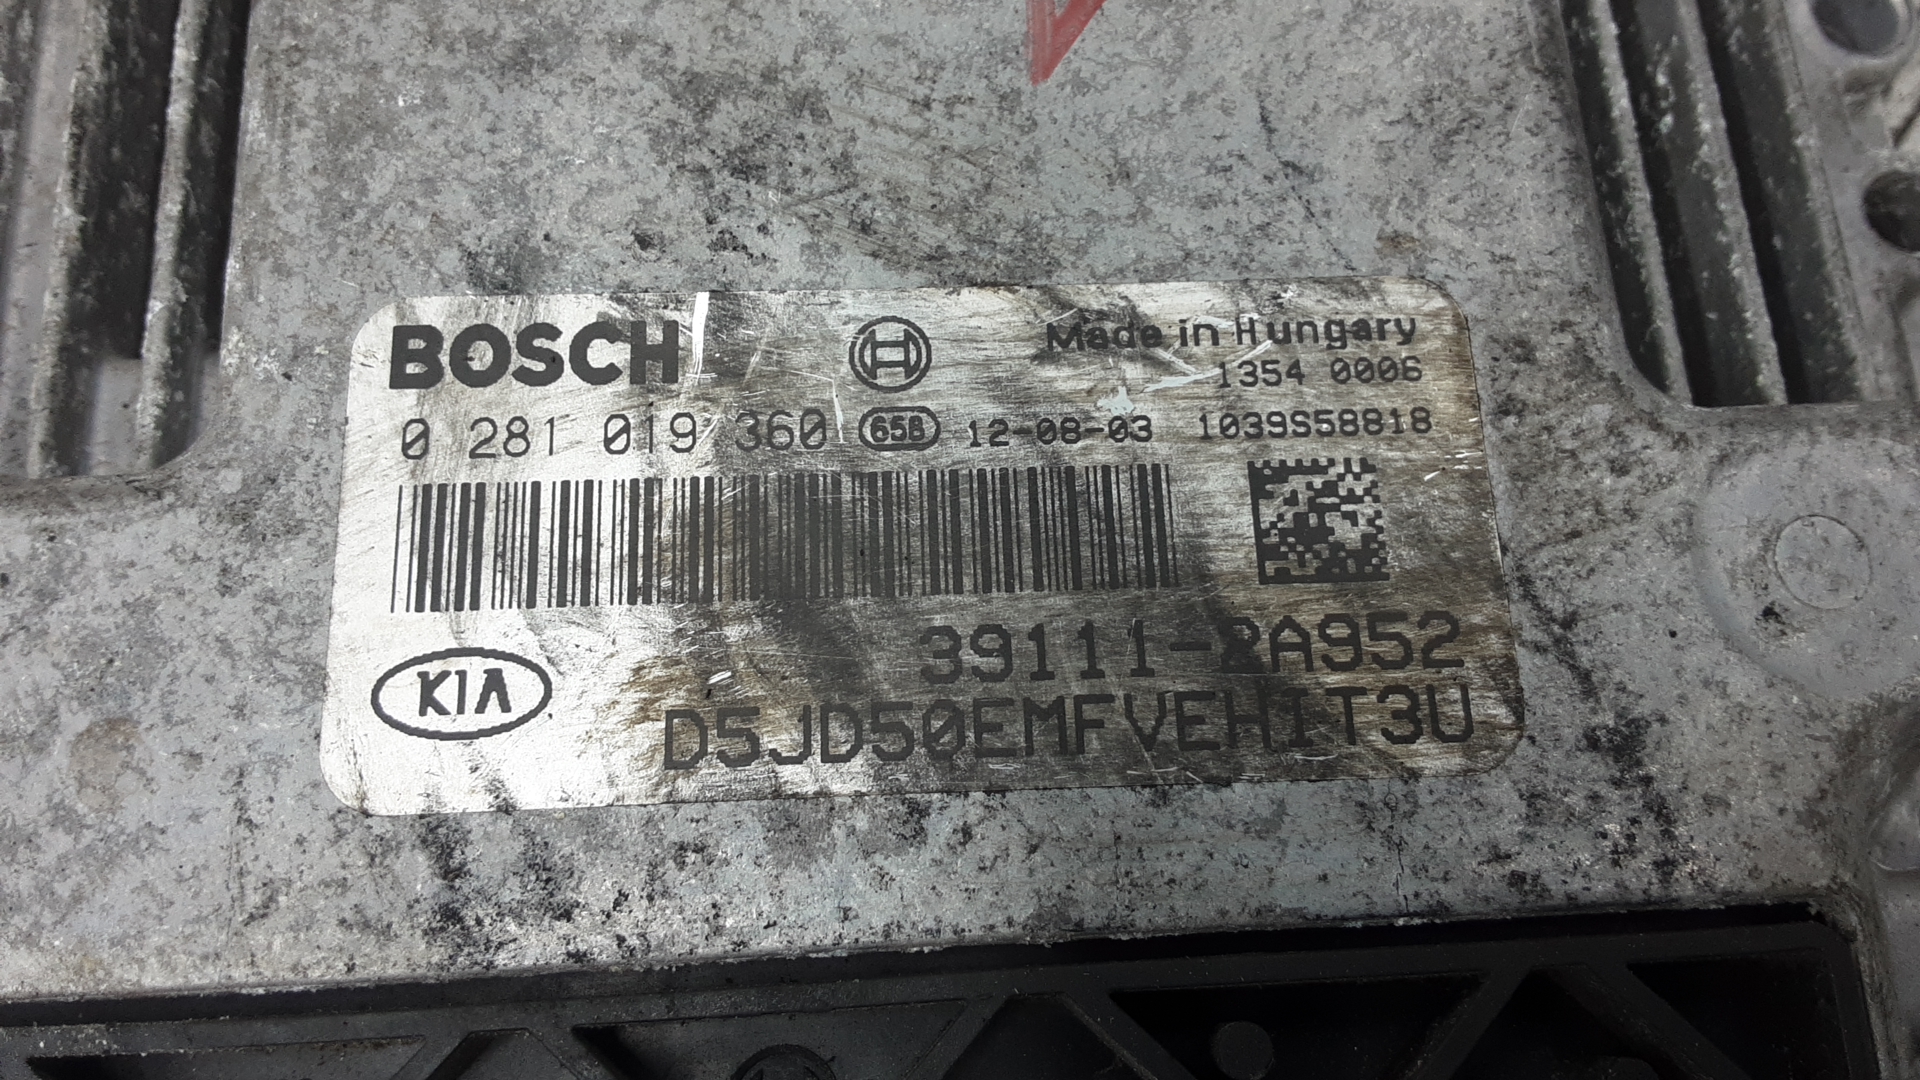 BOSCH Made in Hungary
1354 0006
0 281 019 360 658 12-08-03 1039S58818
39111-2A952
KIA D5JD50EMFVEHIT3U